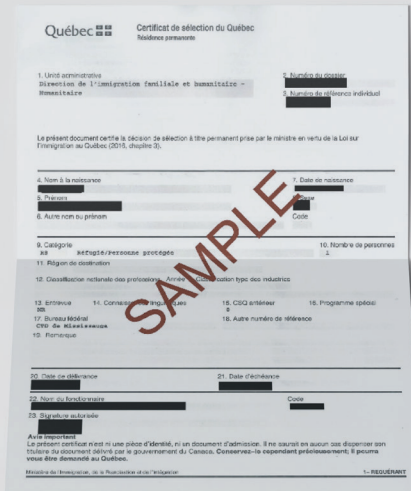 Québec
Certificat de sélection du Québec
Résidence permanente
1. Unité administrative
Direction de l'immigration familiale et humanitaire -
Humanitaire
2. Numéro du dossier
3. Numéro de référence individuel
Le présent document certifie la décision de sélection à titre permanent prise par le ministre en vertu de la Loi sur
l'immigration au Québec (2016, chapitre 3).
4. Nom à la naissance
7. Date de naissance
5. Prénom
6. Autre nom ou prénom
Code
9. Catégorie
10. Nombre de personnes
Réfugié/Personne protégée
1
11. Région de destination
12. Classification nationale des professions
Année
Classification type des industries
13. Entrevue
14. Connaissances linguistiques
15. CSQ antérieur
16. Programme spécial
17. Bureau fédéral
18. Autre numéro de référence
CTD de Mississauga
19. Remarque
SAMPLE
20. Date de délivrance
21. Date d'échéance
22. Nom du fonctionnaire
Code
23. Signature autorisée
Avis important
Le présent certificat n'est ni une pièce d'identité, ni un document d'admission. Il ne saurait en aucun cas dispenser son
titulaire du document délivré par le gouvernement du Canada. Conservez-le cependant précieusement; il pourra
vous être demandé au Québec.
Ministère de l'Immigration, de la Francisation et de l'Intégration
1– REQUÉRANT